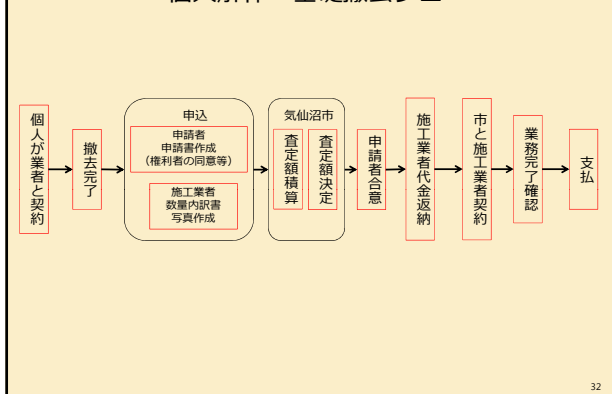 個人が業者と契約
撤去完了
申込
申請者
申請書作成
（権利者の同意等）
施工業者
数量内訳書
写真作成
気仙沼市
査定額積算
査定額決定
申請者合意
施工業者代金返納
市と施工業者契約
業務完了確認
支払
32